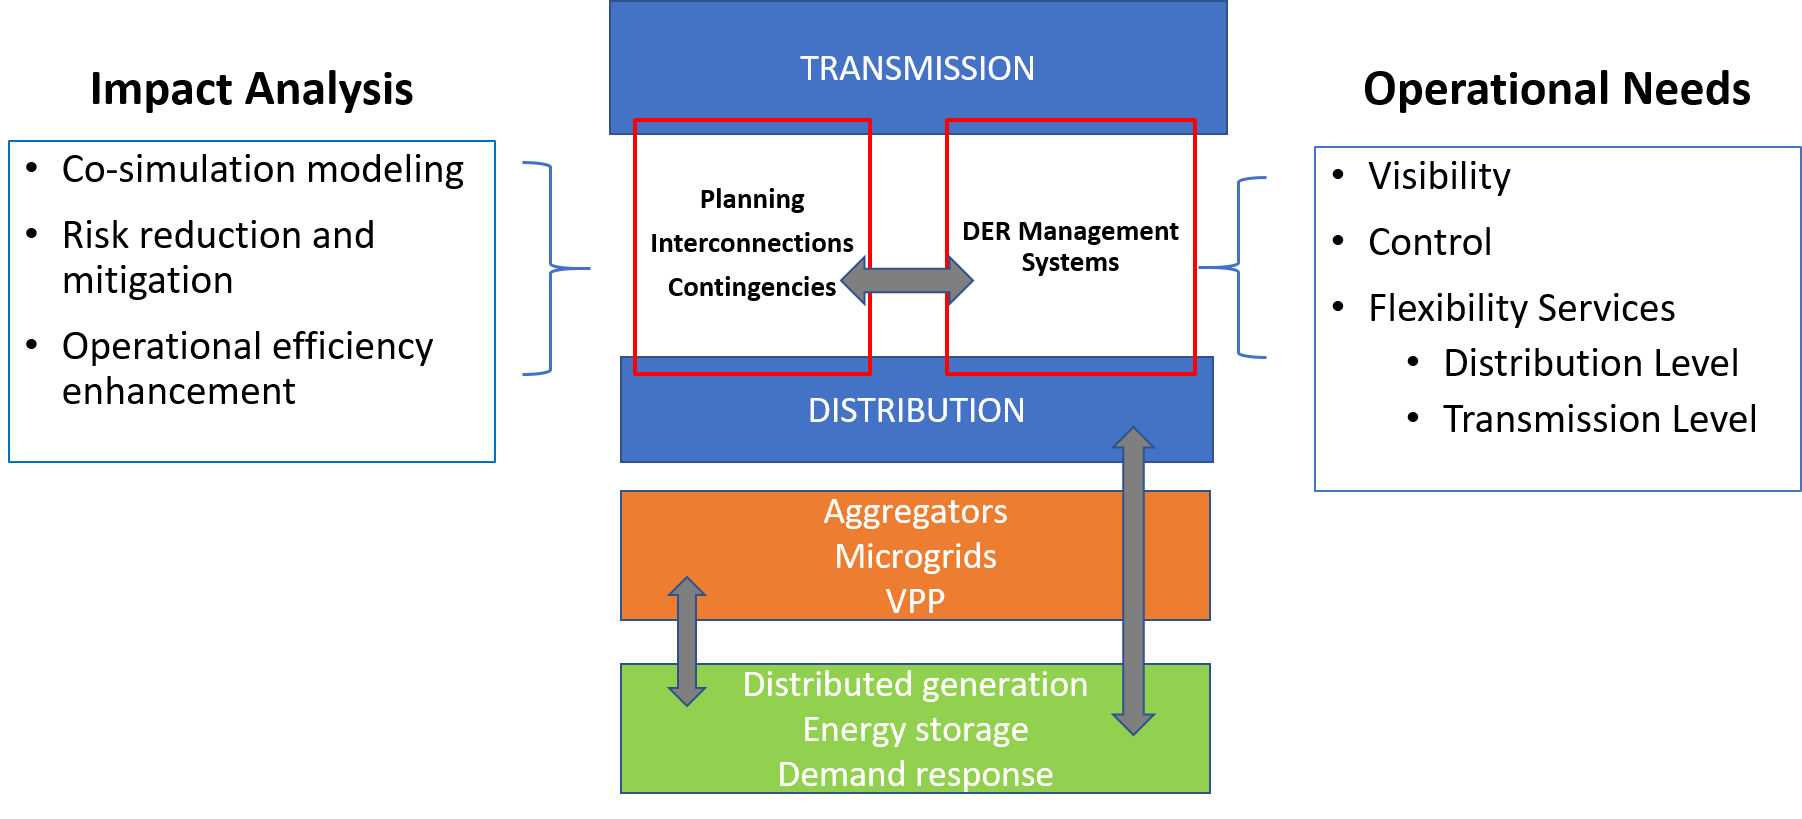 TRANSMISSION
Impact Analysis
• Co-simulation modeling
• Risk reduction and
mitigation
• Operational efficiency
enhancement
Planning
Interconnections
Contingencies
DER Management
Systems
Operational Needs
• Visibility
• Control
• Flexibility Services
• Distribution Level
• Transmission Level
DISTRIBUTION
Aggregators
Microgrids
VPP
Distributed generation
Energy storage
Demand response